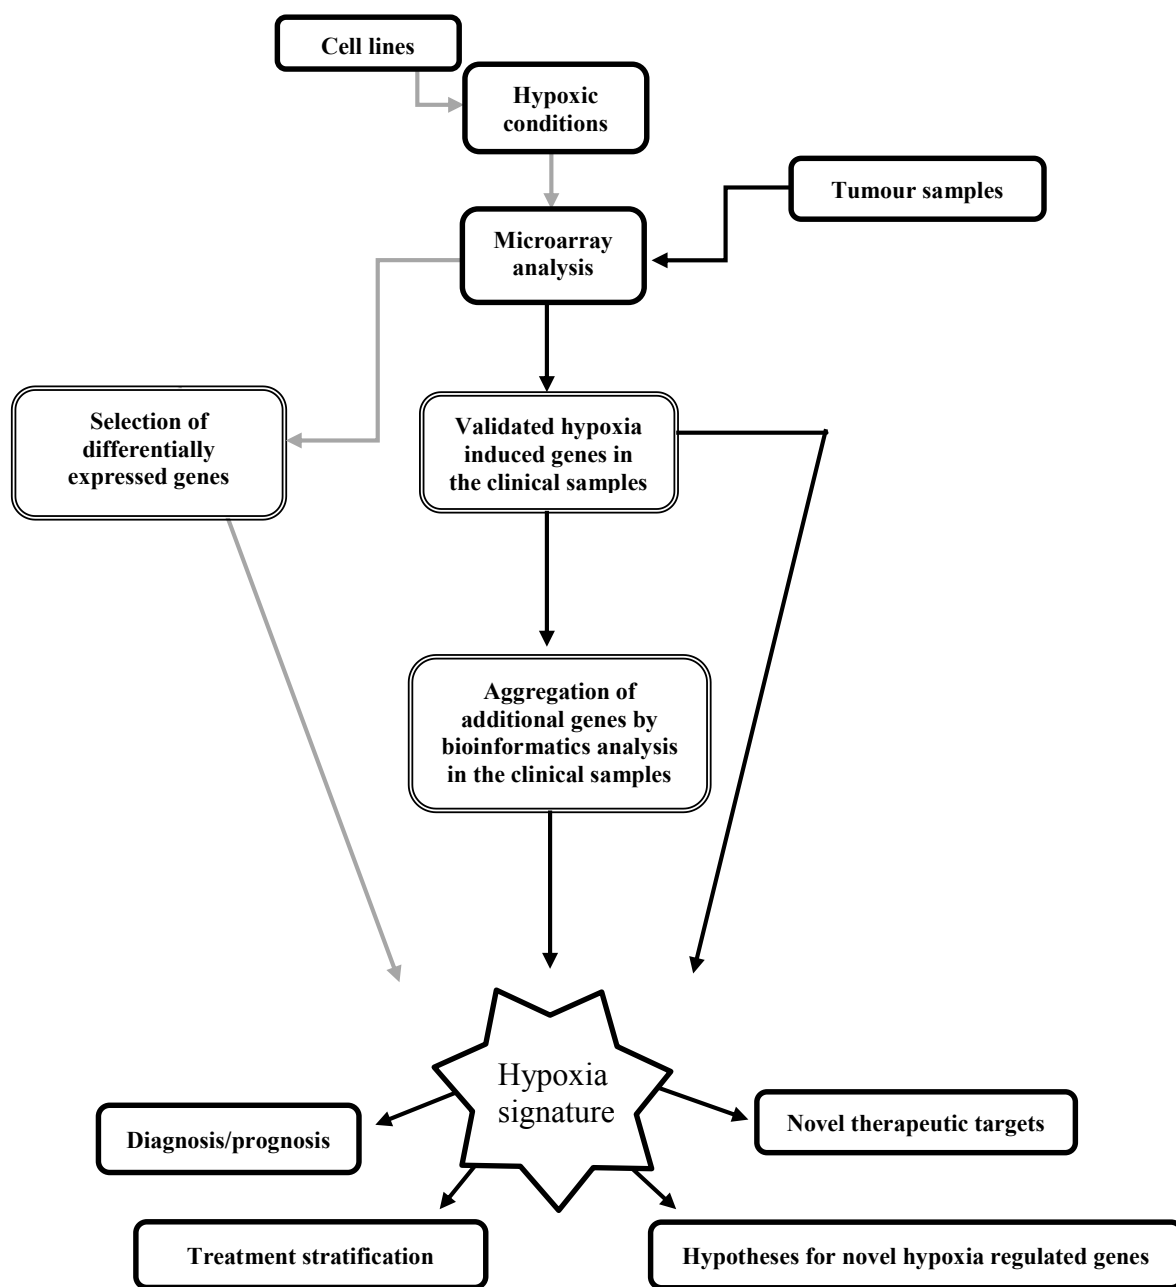 Cell lines
Hypoxic
conditions
Tumour samples
Microarray
analysis
Selection of
differentially
expressed genes
Validated hypoxia
induced genes in
the clinical samples
Aggregation of
additional genes by
bioinformatics analysis
in the clinical samples
Hypoxia
signature
Diagnosis/prognosis
Novel therapeutic targets
Treatment stratification
Hypotheses for novel hypoxia regulated genes